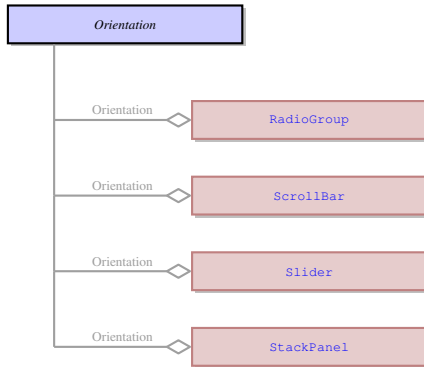 Orientation
Orientation
RadioGroup
Orientation
ScrollBar
Orientation
Slider
Orientation
StackPanel